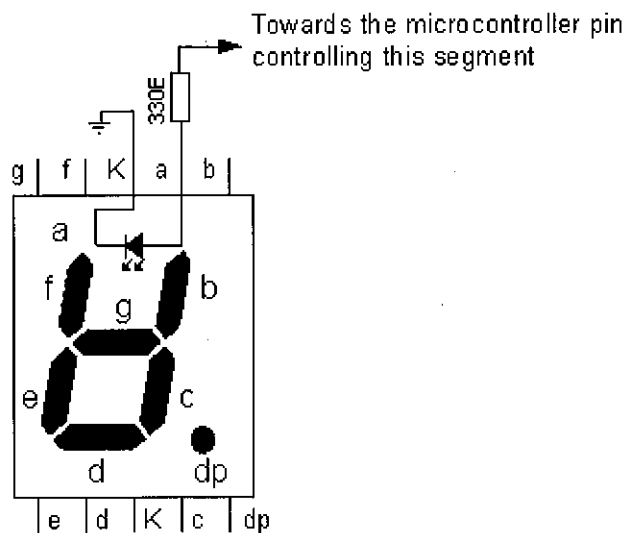 Towards the microcontroller pin
controlling this segment
330E
g f K a b
a
f b
g
e c
d dp
e d K c dp